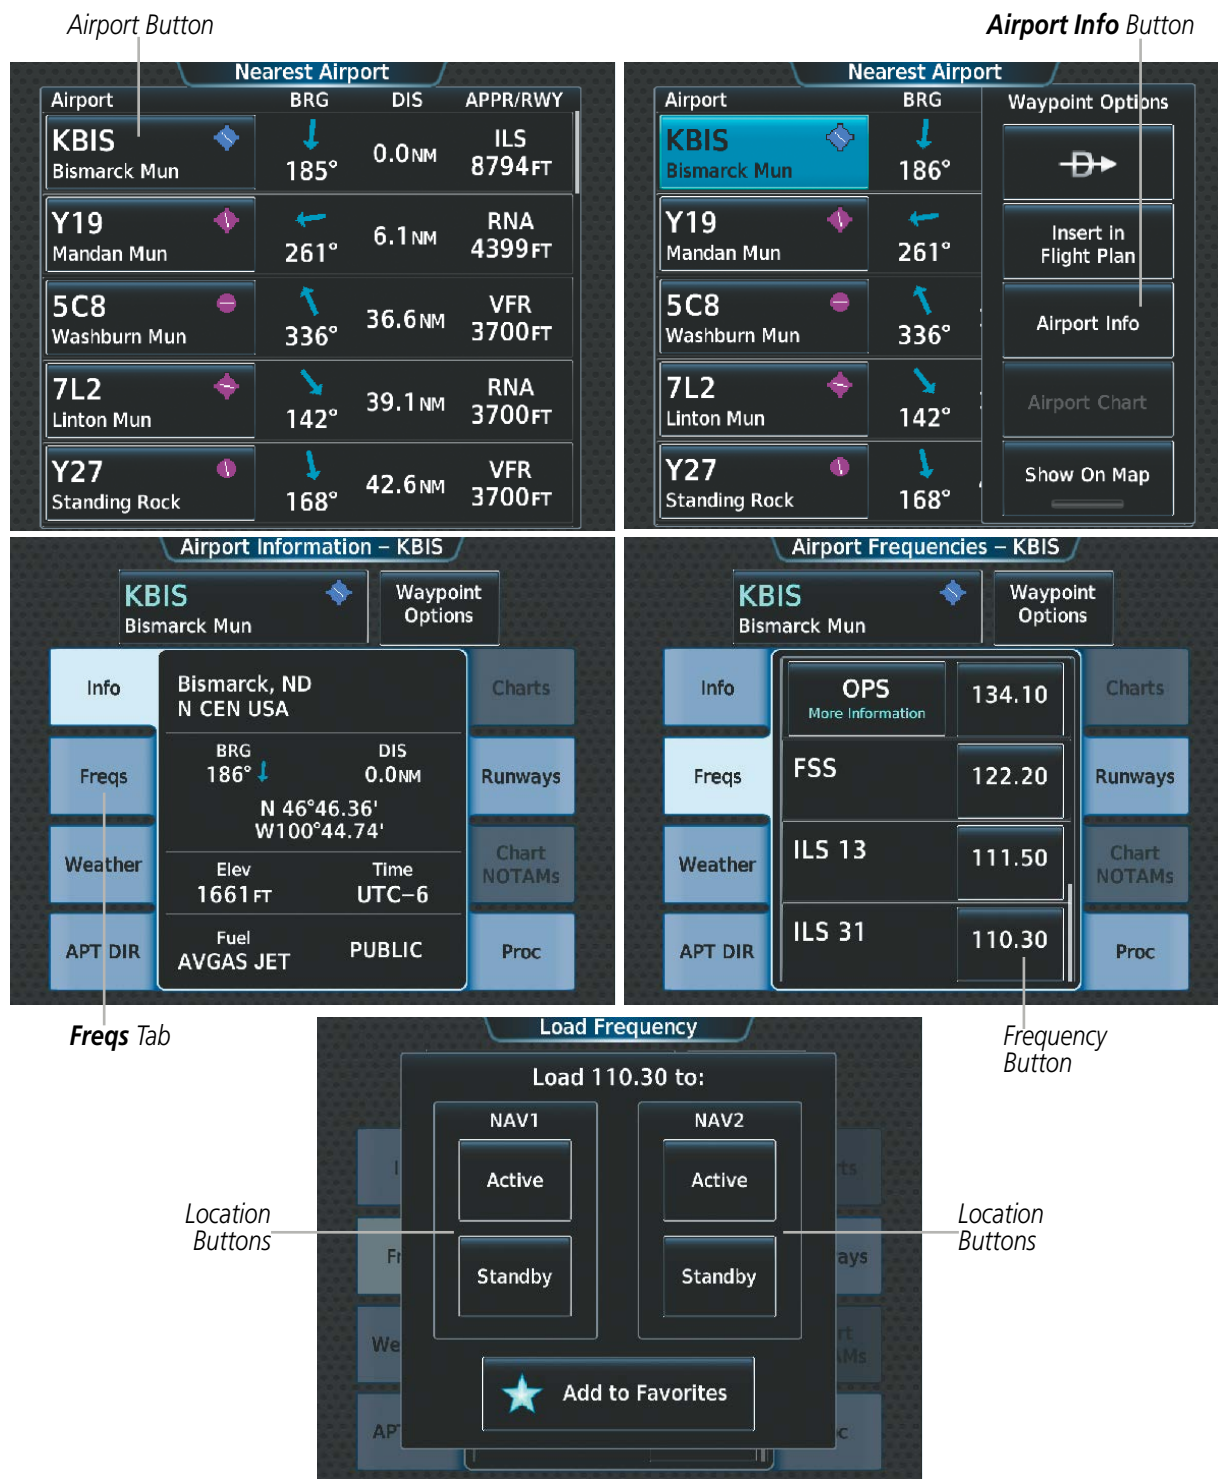 Airport Button
Airport Info Button
Nearest Airport
Airport BRG DIS APPR/RWY
KBIS
Bismarck Mun
185°
0.0NM
ILS
8794FT
Y19
Mandan Mun
261°
6.1NM
RNA
4399FT
5C8
Washburn Mun
336°
36.6NM
VFR
3700FT
7L2
Linton Mun
142°
39.1NM
RNA
3700FT
Y27
Standing Rock
168°
42.6NM
VFR
3700FT
Nearest Airport
Airport BRG
KBIS
Bismarck Mun
186°
Y19
Mandan Mun
261°
5C8
Washburn Mun
336°
7L2
Linton Mun
142°
Y27
Standing Rock
168°
Waypoint Options
D
Insert in
Flight Plan
Airport Info
Airport Chart
Show On Map
Airport Information – KBIS
KBIS
Bismarck Mun
Waypoint
Options
Info
Freqs
Weather
APT DIR
Bismarck, ND
N CEN USA
BRG DIS
186° 0.0NM
N 46°46.36'
W100°44.74'
Elev Time
1661FT UTC–6
Fuel
AVGAS JET
PUBLIC
Charts
Runways
Chart
NOTAMs
Proc
Airport Frequencies – KBIS
KBIS
Bismarck Mun
Waypoint
Options
Info
Freqs
Weather
APT DIR
OPS
More Information
134.10
FSS
122.20
ILS 13
111.50
ILS 31
110.30
Charts
Runways
Chart
NOTAMs
Proc
Freqs Tab
Frequency
Button
Load Frequency
Load 110.30 to:
NAV1 NAV2
Active Active
Standby Standby
Add to Favorites
Location
Buttons
Location
Buttons